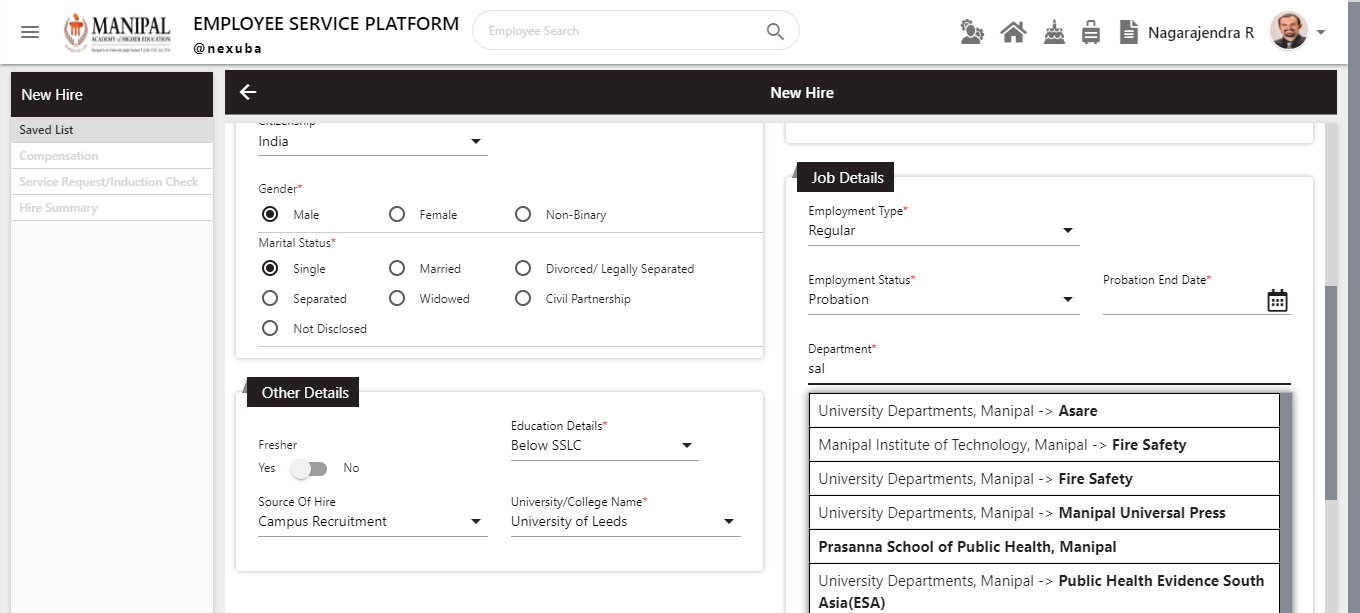 MANIPAL
ACADEMY of HIGHER EDUCATION
EMPLOYEE SERVICE PLATFORM
@nexuba
Employee Search
Nagarajendra R
New Hire
Saved List
Compensation
Service Request/Induction Check
Hire Summary
New Hire
Citizenship
India
Gender*
Male
Female
Non-Binary
Marital Status*
Single
Married
Divorced/ Legally Separated
Separated
Widowed
Civil Partnership
Not Disclosed
Other Details
Fresher
Yes
No
Education Details*
Below SSLC
Source Of Hire
Campus Recruitment
University/College Name*
University of Leeds
Job Details
Employment Type*
Regular
Employment Status*
Probation
Probation End Date*
Department*
sal
University Departments, Manipal -> Asare
Manipal Institute of Technology, Manipal -> Fire Safety
University Departments, Manipal -> Fire Safety
University Departments, Manipal -> Manipal Universal Press
Prasanna School of Public Health, Manipal
University Departments, Manipal -> Public Health Evidence South
Asia(ESA)